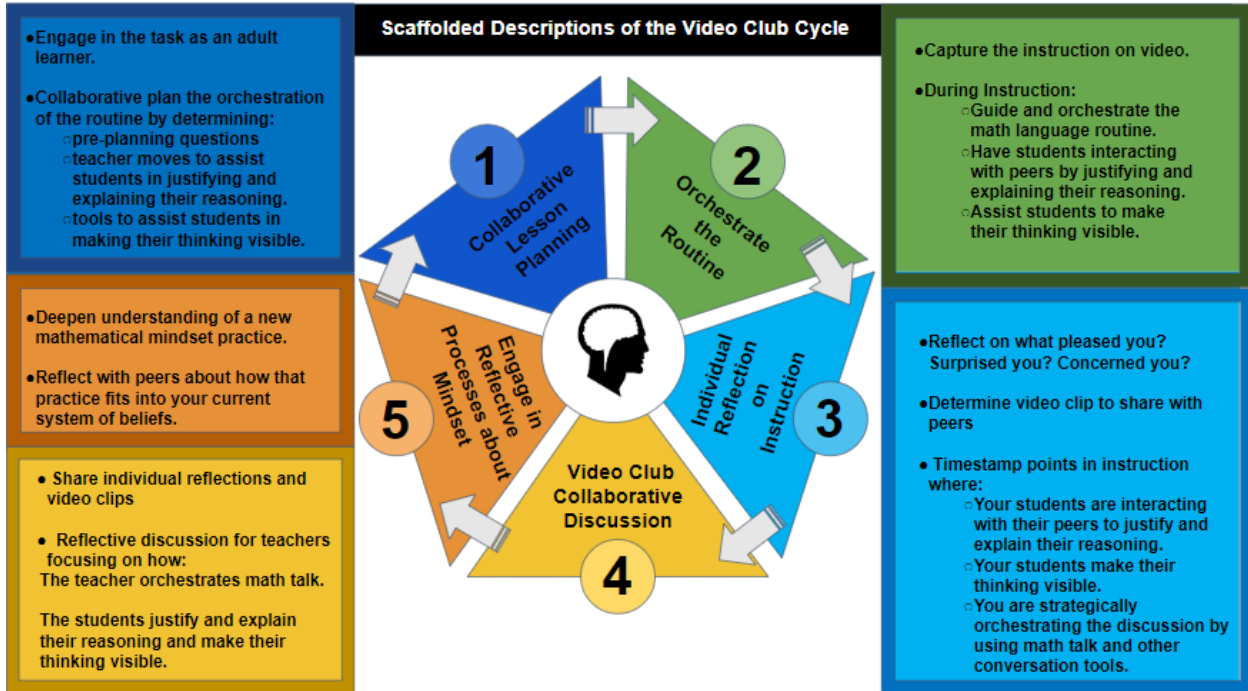 Scaffolded Descriptions of the Video Club Cycle
●Engage in the task as an adult
learner.
●Collaborative plan the orchestration
of the routine by determining:
○pre-planning questions
○teacher moves to assist
students in justifying and
explaining their reasoning.
○tools to assist students in
making their thinking visible.
1
Collaborative
Lesson
Planning
2
Orchestrate
the
Routine
●Capture the instruction on video.
●During Instruction:
○Guide and orchestrate the
math language routine.
○Have students interacting
with peers by justifying and
explaining their reasoning.
○Assist students to make
their thinking visible.
3
Individual
Reflection
on
Instruction
●Reflect on what pleased you?
Surprised you? Concerned you?
●Determine video clip to share with
peers
● Timestamp points in instruction
where:
○Your students are interacting
with their peers to justify and
explain their reasoning.
○Your students make their
thinking visible.
○You are strategically
orchestrating the discussion by
using math talk and other
conversation tools.
Video Club
Collaborative
Discussion
4
● Share individual reflections and
video clips
● Reflective discussion for teachers
focusing on how:
The teacher orchestrates math talk.
The students justify and explain
their reasoning and make their
thinking visible.
5
Engage in
Reflective
Processes about
Mindset
●Deepen understanding of a new
mathematical mindset practice.
●Reflect with peers about how that
practice fits into your current
system of beliefs.